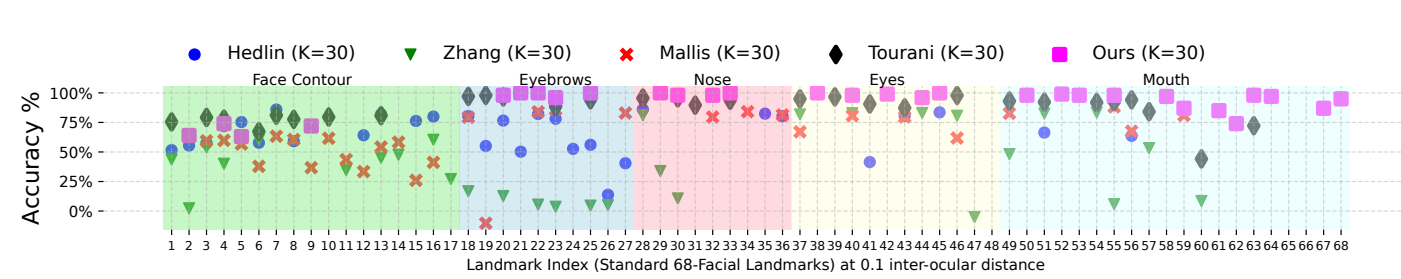 Hedlin (K=30) Zhang (K=30) Mallis (K=30) Tourani (K=30) Ours (K=30)
Face Contour Eyebrows Nose Eyes Mouth
Accuracy %
100%
75%
50%
25%
0%
1 2 3 4 5 6 7 8 9 10 11 12 13 14 15 16 17 18 19 20 21 22 23 24 25 26 27 28 29 30 31 32 33 34 35 36 37 38 39 40 41 42 43 44 45 46 47 48 49 50 51 52 53 54 55 56 57 58 59 60 61 62 63 64 65 66 67 68
Landmark Index (Standard 68-Facial Landmarks) at 0.1 inter-ocular distance